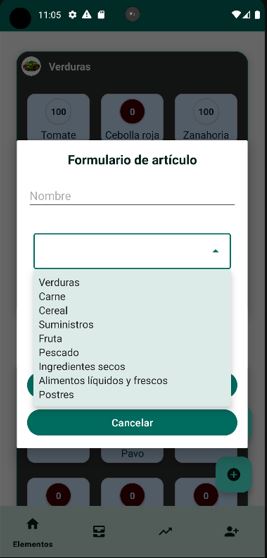 11:05
Verduras
100
0
100
Tomate
Cebolla roja
Zanahoria
Formulario de artículo
Nombre
Verduras
Carne
Cereal
Suministros
Fruta
Pescado
Ingredientes secos
Alimentos líquidos y frescos
Postres
Cancelar
Pavo
0
0
0
Elementos